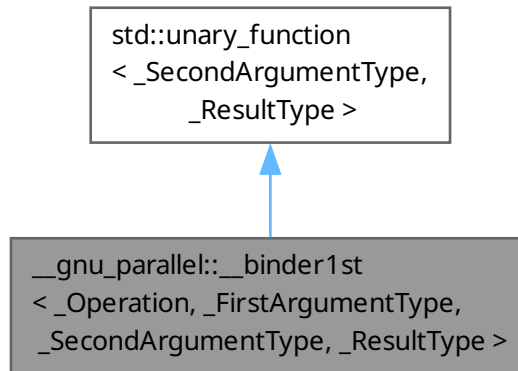 std::unary_function
< _SecondArgumentType,
_ResultType >
__gnu_parallel::__binder1st
< _Operation, _FirstArgumentType,
_SecondArgumentType, _ResultType >